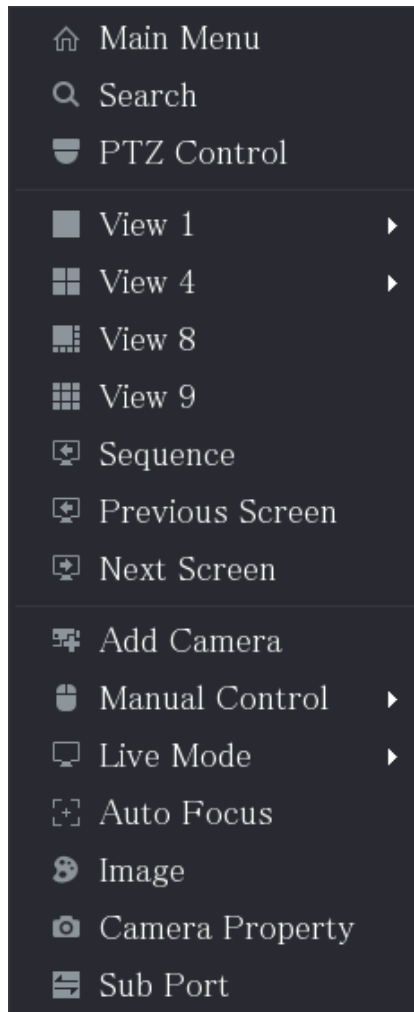 Main Menu
Search
PTZ Control
View 1
View 4
View 8
View 9
Sequence
Previous Screen
Next Screen
Add Camera
Manual Control
Live Mode
Auto Focus
Image
Camera Property
Sub Port